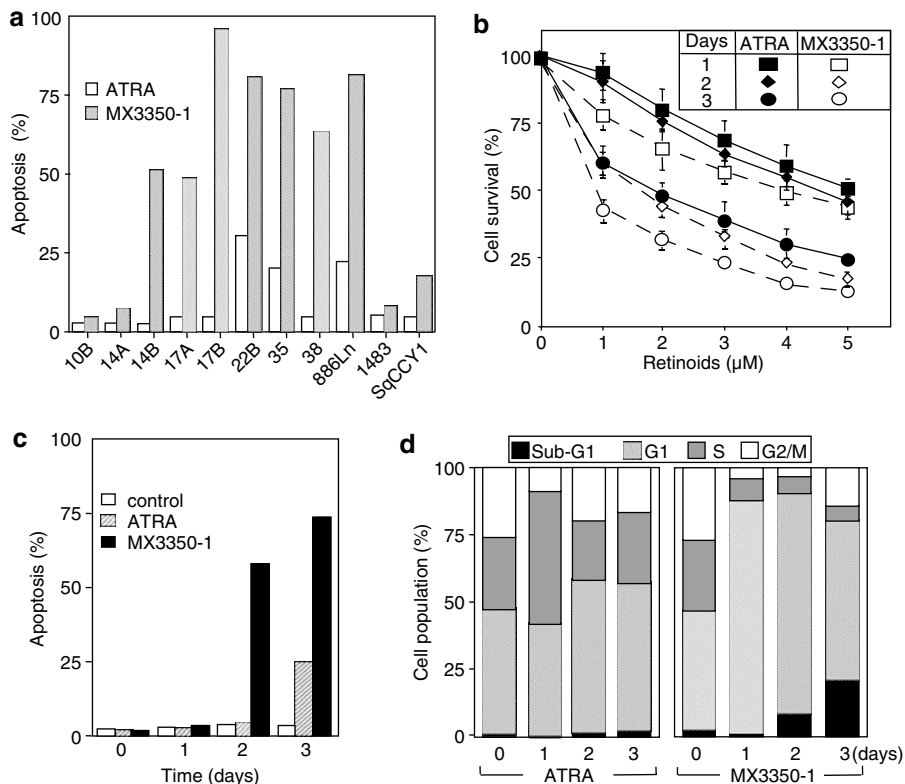 a
100
75
50
25
0
Apoptosis (%)
ATRA
MX3350-1
10B
14A
14B
17A
17B
22B
35
38
886Ln
1483
SqCCY1
b
100
75
50
25
0
Cell survival (%)
Days ATRA MX3350-1
1
2
3
0 1 2 3 4 5
Retinoids (µM)
c
100
75
50
25
0
Apoptosis (%)
control
ATRA
MX3350-1
0 1 2 3
Time (days)
d
Sub-G1 G1 S G2/M
100
75
50
25
0
Cell population (%)
0 1 2 3 0 1 2 3 (days)
ATRA MX3350-1